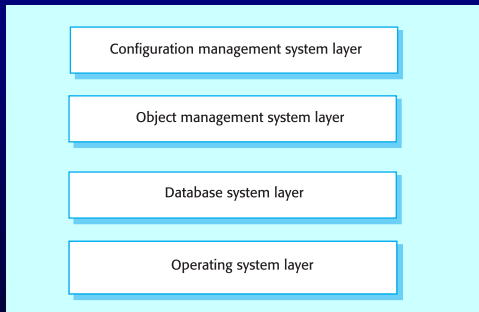 Configuration management system layer
Object management system layer
Database system layer
Operating system layer